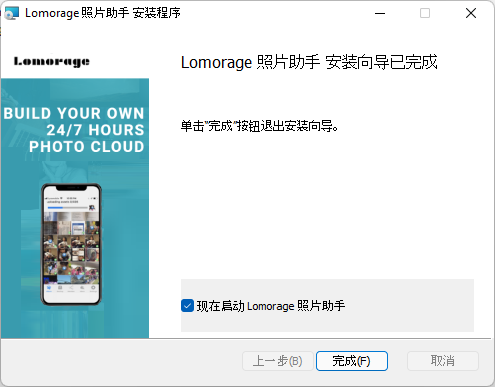 Lomorage 照片助手 安装程序
Lomorage
BUILD YOUR OWN
24/7 HOURS
PHOTO CLOUD
Lomorage 照片助手 安装向导已完成
单击"完成"按钮退出安装向导。
现在启动 Lomorage 照片助手
上一步(B)
完成(F)
取消